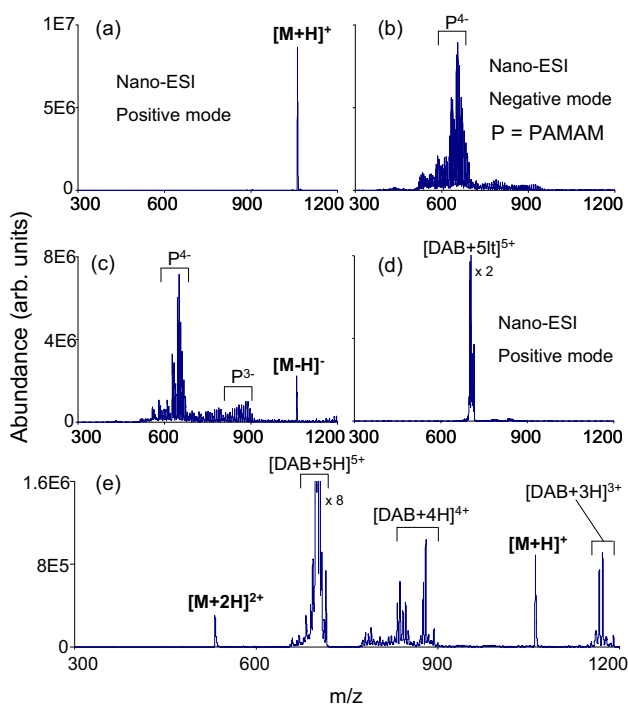 (a)
Nano-ESI
Positive mode
[M+H]⁺
1E7
5E6
0
300 600 900 1200
(b)
P⁴⁻
Nano-ESI
Negative mode
P = PAMAM
300 600 900 1200
Abundance (arb. units)
(c)
P⁴⁻
P³⁻
[M-H]⁻
8E6
4E6
0
300 600 900 1200
(d)
[DAB+5It]⁵⁺
x 2
Nano-ESI
Positive mode
300 600 900 1200
(e)
[DAB+5H]⁵⁺
x 8
[DAB+4H]⁴⁺
[DAB+3H]³⁺
[M+H]⁺
[M+2H]²⁺
1.6E6
8E5
0
300 600 900 1200
m/z